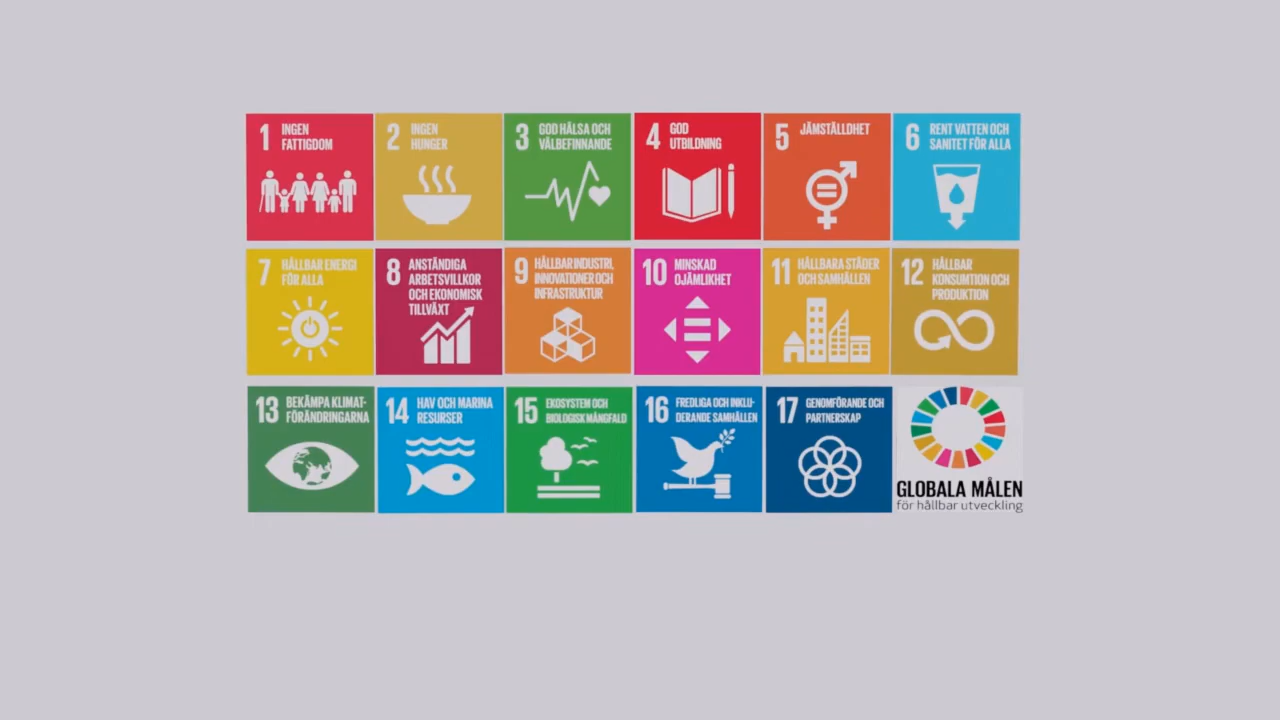 1 INGEN
FATTIGDOM
2 INGEN
HUNGER
3 GOD HÄLSA OCH
VÄLBEFINNANDE
4 GOD
UTBILDNING
5 JÄMSTÄLLDHET
6 RENT VATTEN OCH
SANITET FÖR ALLA
7 HÅLLBAR ENERGI
FÖR ALLA
8 ANSTÄNDIGA
ARBETSVILLKOR
OCH EKONOMISK
TILLVÄXT
9 HÅLLBAR INDUSTRI,
INNOVATIONER OCH
INFRASTRUKTUR
10 MINSKAD
OJÄMLIKHET
11 HÅLLBARA STÄDER
OCH SAMHÄLLEN
12 HÅLLBAR
KONSUMTION OCH
PRODUKTION
13 BEKÄMPA KLIMAT-
FÖRÄNDRINGARNA
14 HAV OCH MARINA
RESURSER
15 EKOSYSTEM OCH
BIOLOGISK MÅNGFALD
16 FREDLIGA OCH INKLU-
DERANDE SAMHÄLLEN
17 GENOMFÖRANDE OCH
PARTNERSKAP
GLOBALA MÅLEN
för hållbar utveckling